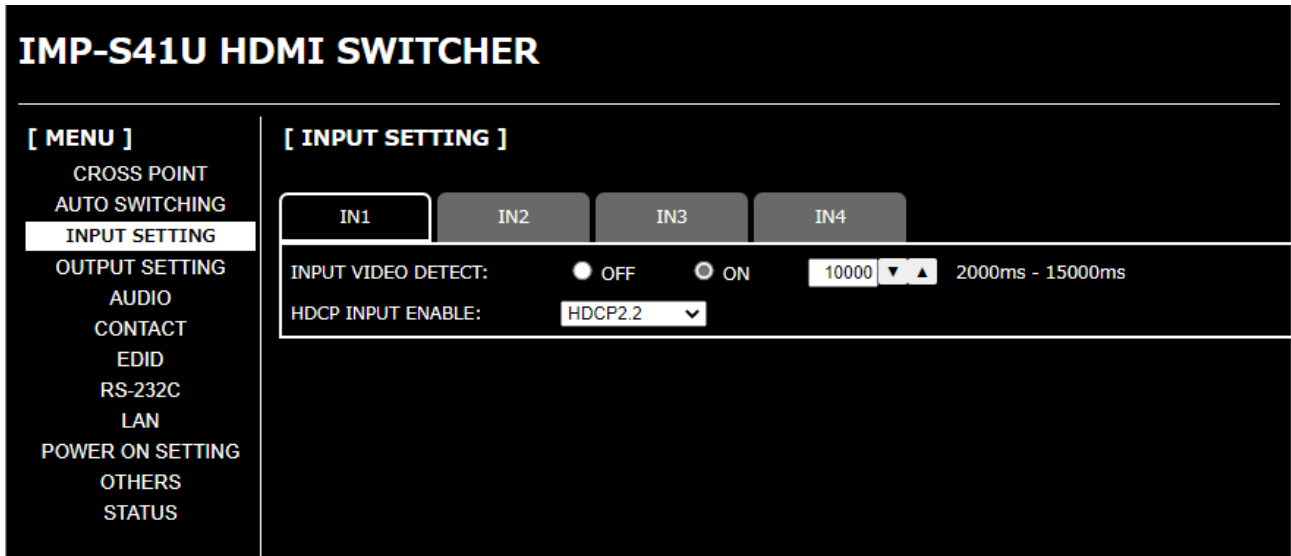 IMP-S41U HDMI SWITCHER
[ MENU ]
CROSS POINT
AUTO SWITCHING
INPUT SETTING
OUTPUT SETTING
AUDIO
CONTACT
EDID
RS-232C
LAN
POWER ON SETTING
OTHERS
STATUS
[ INPUT SETTING ]
IN1 IN2 IN3 IN4
INPUT VIDEO DETECT: OFF ON 10000 ▼ ▲ 2000ms - 15000ms
HDCP INPUT ENABLE: HDCP2.2